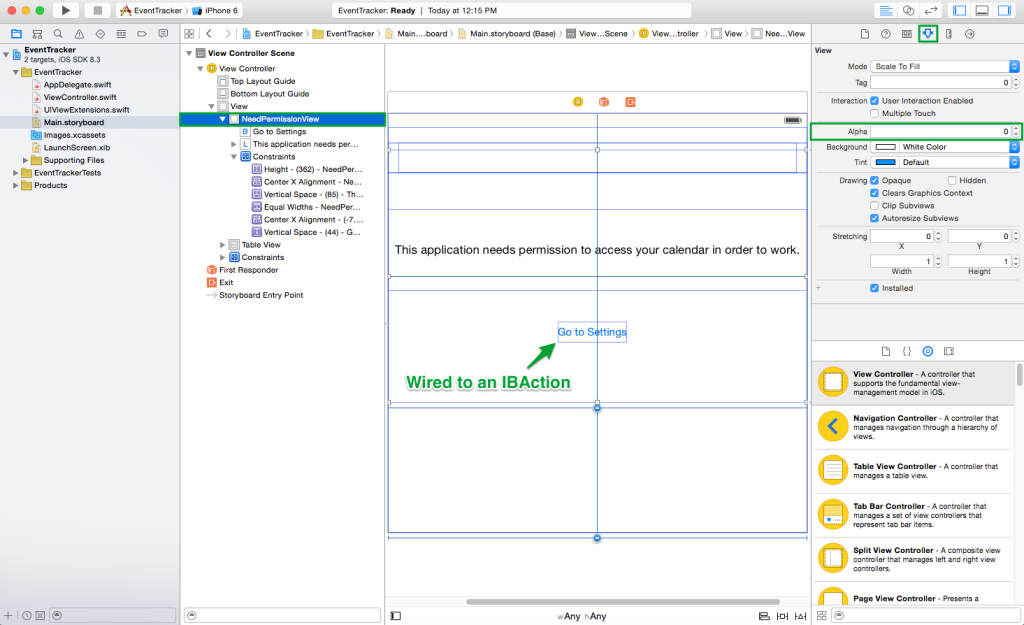 EventTracker
iPhone 6
EventTracker: Ready | Today at 12:15 PM
EventTracker
EventTracker
Main....board
Main.storyboard (Base)
View...Scene
View...troller
View
Nee...View
EventTracker
2 targets, iOS SDK 8.3
EventTracker
AppDelegate.swift
ViewController.swift
UIViewExtensions.swift
Main.storyboard
Images.xcassets
LaunchScreen.xib
Supporting Files
EventTrackerTests
Products
View Controller Scene
View Controller
Top Layout Guide
Bottom Layout Guide
View
NeedPermissionView
B Go to Settings
L This application needs per...
Constraints
Height - (362) - NeedPer...
Center X Alignment - Ne...
Vertical Space - (85) - Th...
Equal Widths - NeedPer...
Center X Alignment - (-7....
Vertical Space - (44) - G...
Table View
Constraints
First Responder
Exit
Storyboard Entry Point
This application needs permission to access your calendar in order to work.
Go to Settings
Wired to an IBAction
wAny hAny
View
Mode Scale To Fill
Tag 0
Interaction User Interaction Enabled
Multiple Touch
Alpha 0
Background White Color
Tint Default
Drawing Opaque Hidden
Clears Graphics Context
Clip Subviews
Autoresize Subviews
Stretching 0 0
X Y
1 1
Width Height
Installed
View Controller - A controller that
supports the fundamental view-
management model in iOS.
Navigation Controller - A controller that
manages navigation through a hierarchy of
views.
Table View Controller - A controller that
manages a table view.
Tab Bar Controller - A controller that
manages a set of view controllers that
represent tab bar items.
Split View Controller - A composite view
controller that manages left and right view
controllers.
Page View Controller - Presents a